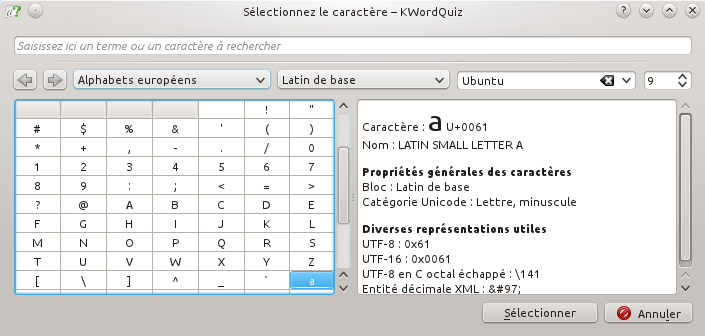 Sélectionnez le caractère – KWordQuiz
Saisissez ici un terme ou un caractère à rechercher
Alphabets européens Latin de base Ubuntu 9
! "
# $ % & ' ( )
* + , - . / 0
1 2 3 4 5 6 7
8 9 : ; < = >
? @ A B C D E
F G H I J K L
M N O P Q R S
T U V W X Y Z
[ \ ] ^ _ ` a
Caractère : a U+0061
Nom : LATIN SMALL LETTER A
Propriétés générales des caractères
Bloc : Latin de base
Catégorie Unicode : Lettre, minuscule
Diverses représentations utiles
UTF-8 : 0x61
UTF-16 : 0x0061
UTF-8 en C octal échappé : \141
Entité décimale XML : &#97;
Sélectionner Annuler